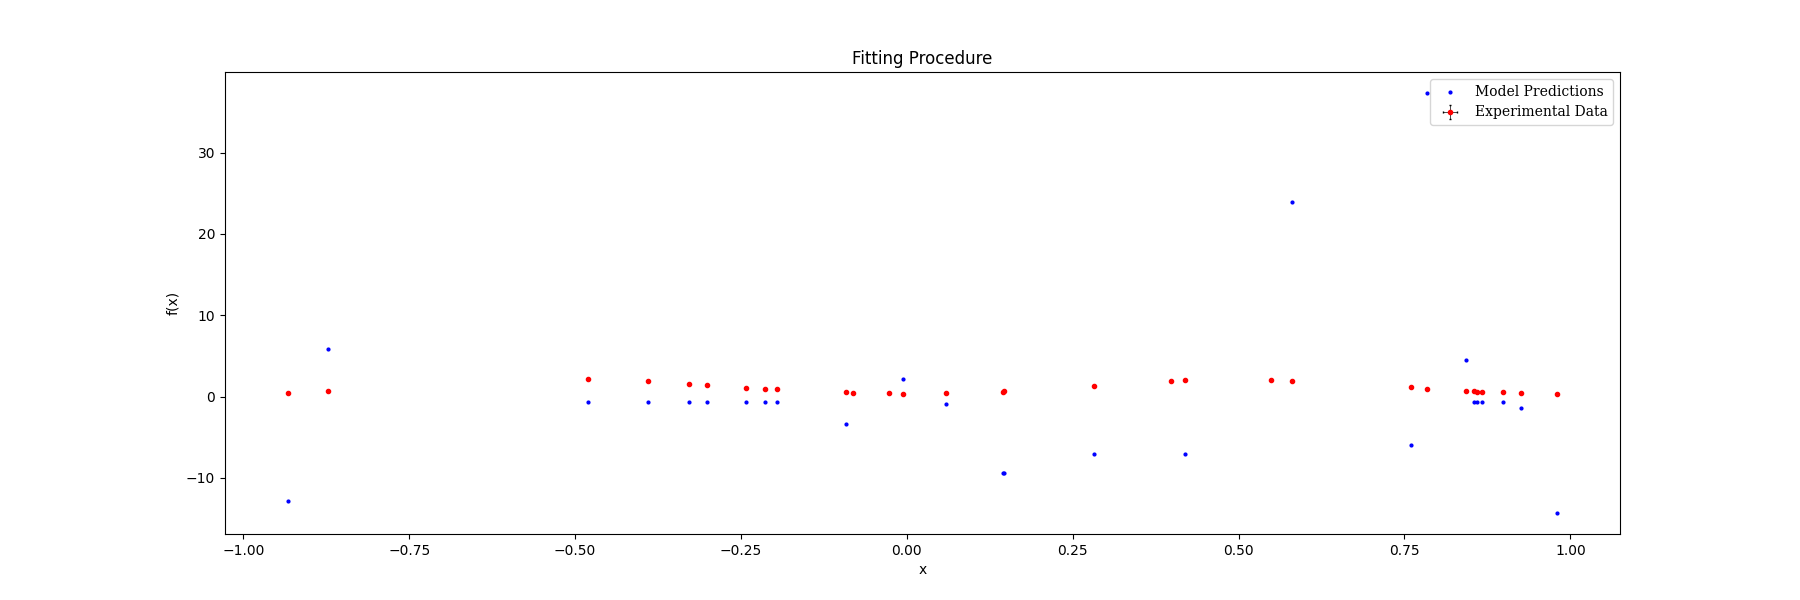 Fitting Procedure
Model Predictions
Experimental Data
f(x)
30
20
10
0
−10
−1.00
−0.75
−0.50
−0.25
0.00
0.25
0.50
0.75
1.00
x